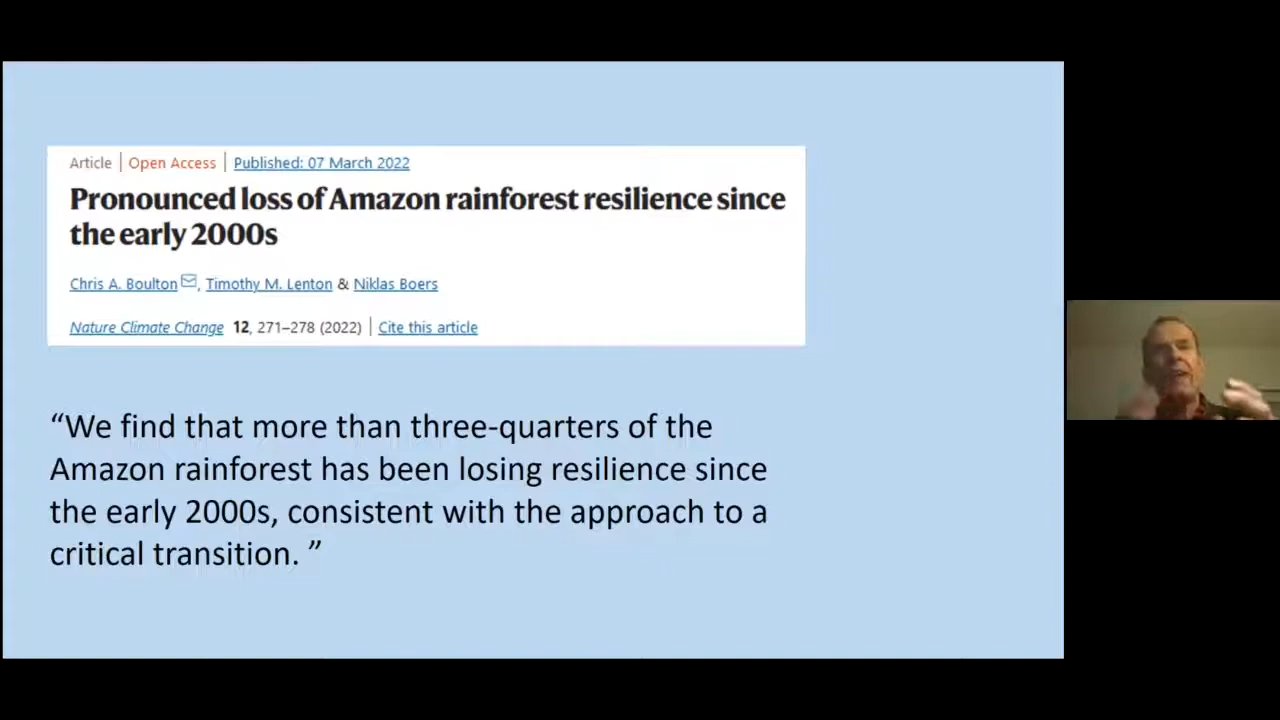 Article | Open Access | Published: 07 March 2022
Pronounced loss of Amazon rainforest resilience since
the early 2000s
Chris A. Boulton, Timothy M. Lenton & Niklas Boers
Nature Climate Change 12, 271–278 (2022) | Cite this article
“We find that more than three-quarters of the
Amazon rainforest has been losing resilience since
the early 2000s, consistent with the approach to a
critical transition. ”